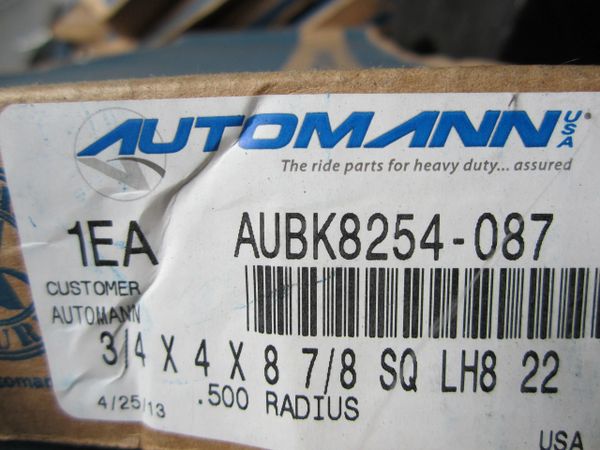 AUTOMANN USA
The ride parts for heavy duty... assured
1EA AUBK8254-087
CUSTOMER
AUTOMANN
3/4 X 4 X 8 7/8 SQ LH8 22
4/25/13 .500 RADIUS
USA